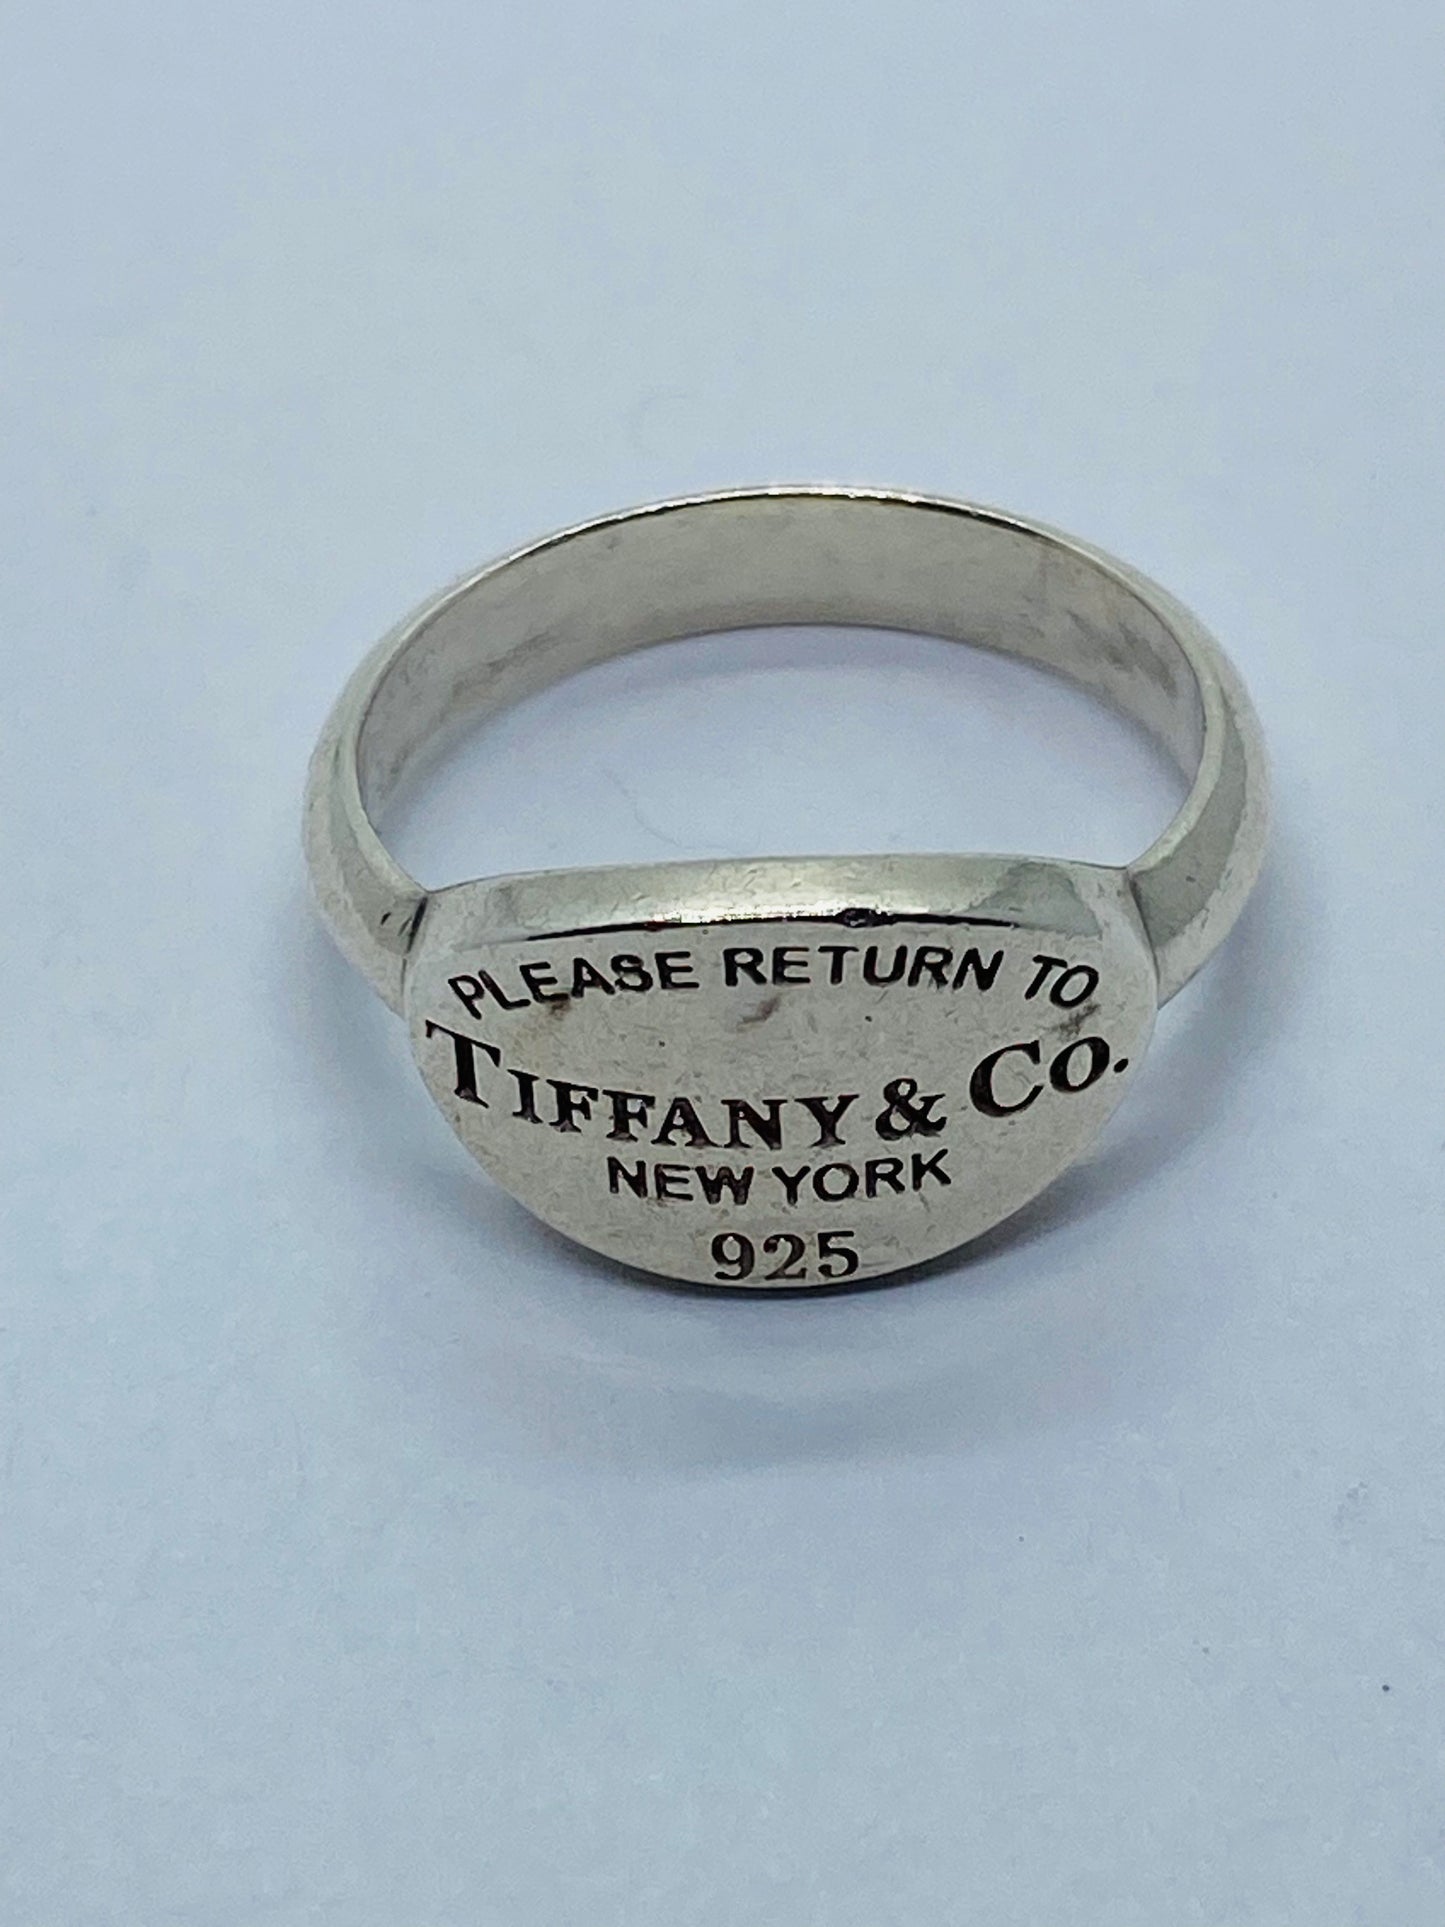 PLEASE RETURN TO
TIFFANY & CO.
NEW YORK
925